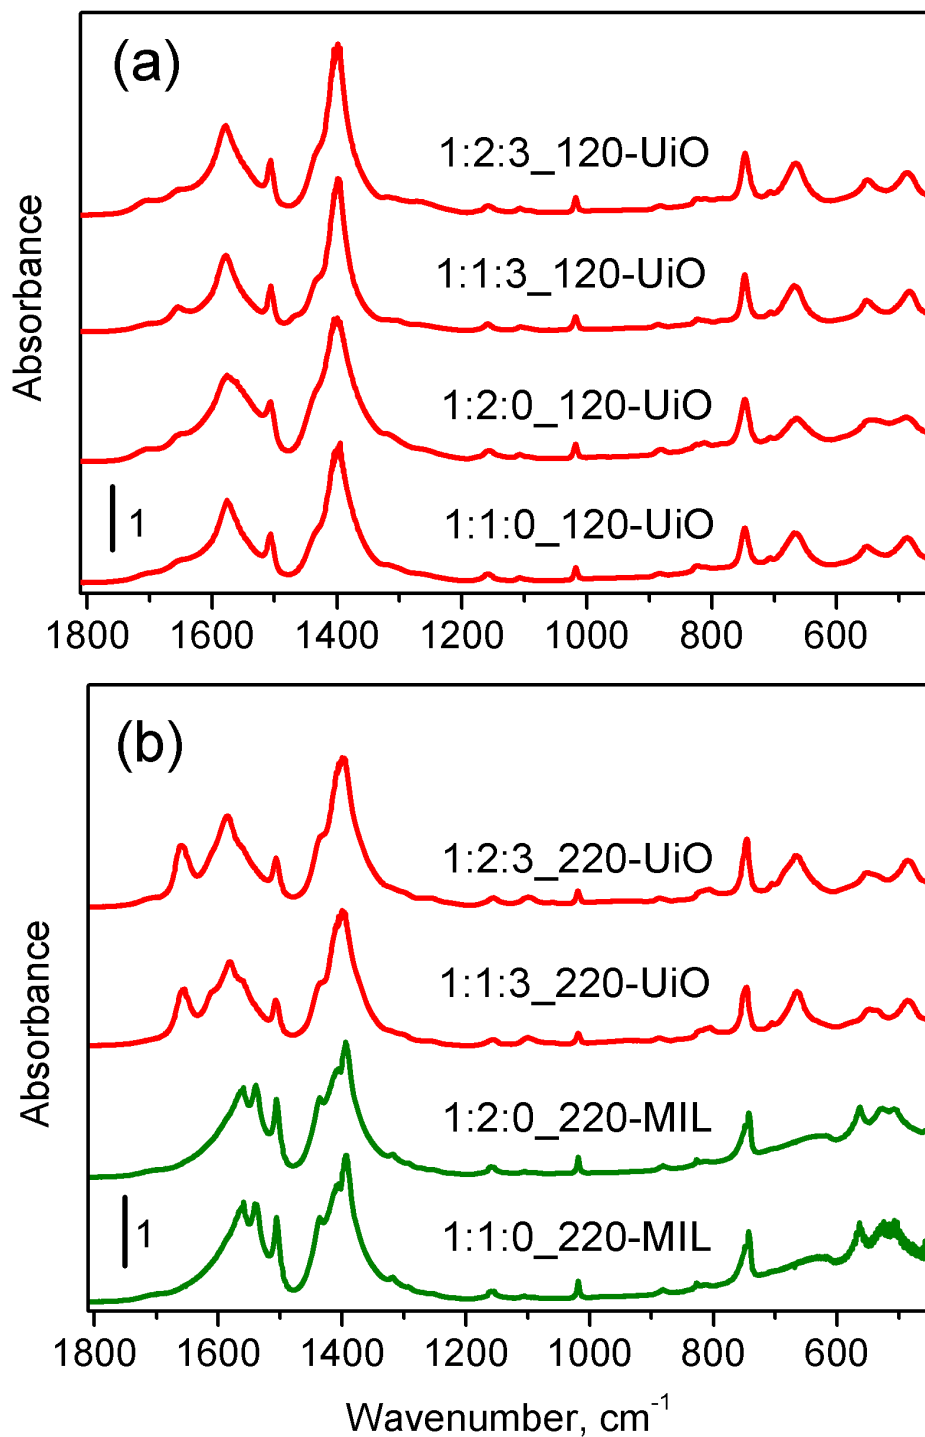 (a)
1:2:3_120-UiO
1:1:3_120-UiO
1:2:0_120-UiO
1:1:0_120-UiO
1
Absorbance
1800 1600 1400 1200 1000 800 600
(b)
1:2:3_220-UiO
1:1:3_220-UiO
1:2:0_220-MIL
1:1:0_220-MIL
1
Absorbance
1800 1600 1400 1200 1000 800 600
Wavenumber, cm⁻¹